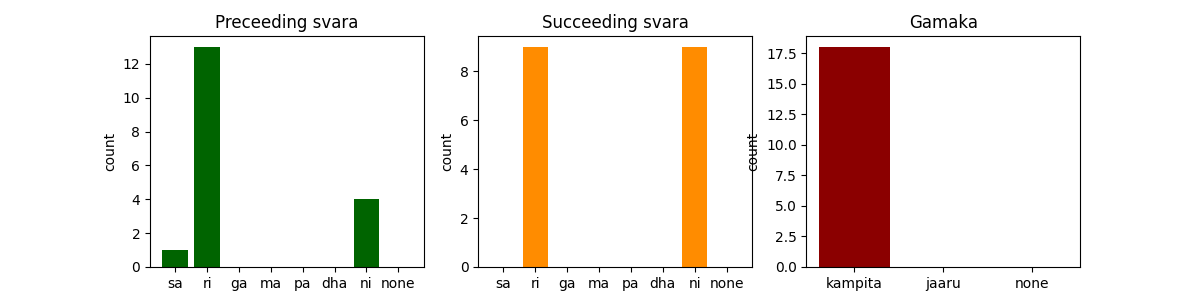 Preceeding svara
count
12
10
8
6
4
2
0
sa ri ga ma pa dha ni none
Succeeding svara
count
8
6
4
2
0
sa ri ga ma pa dha ni none
Gamaka
count
17.5
15.0
12.5
10.0
7.5
5.0
2.5
0.0
kampita jaaru none